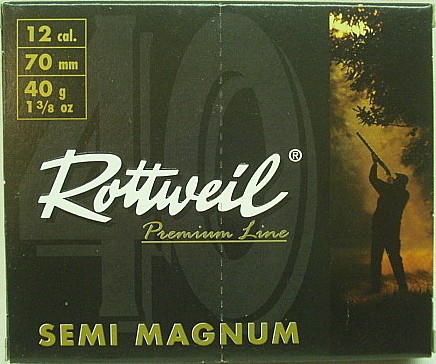 12 cal.
70 mm
40 g
1 3/8 oz
40
Rottweil®
Premium Line
SEMI MAGNUM